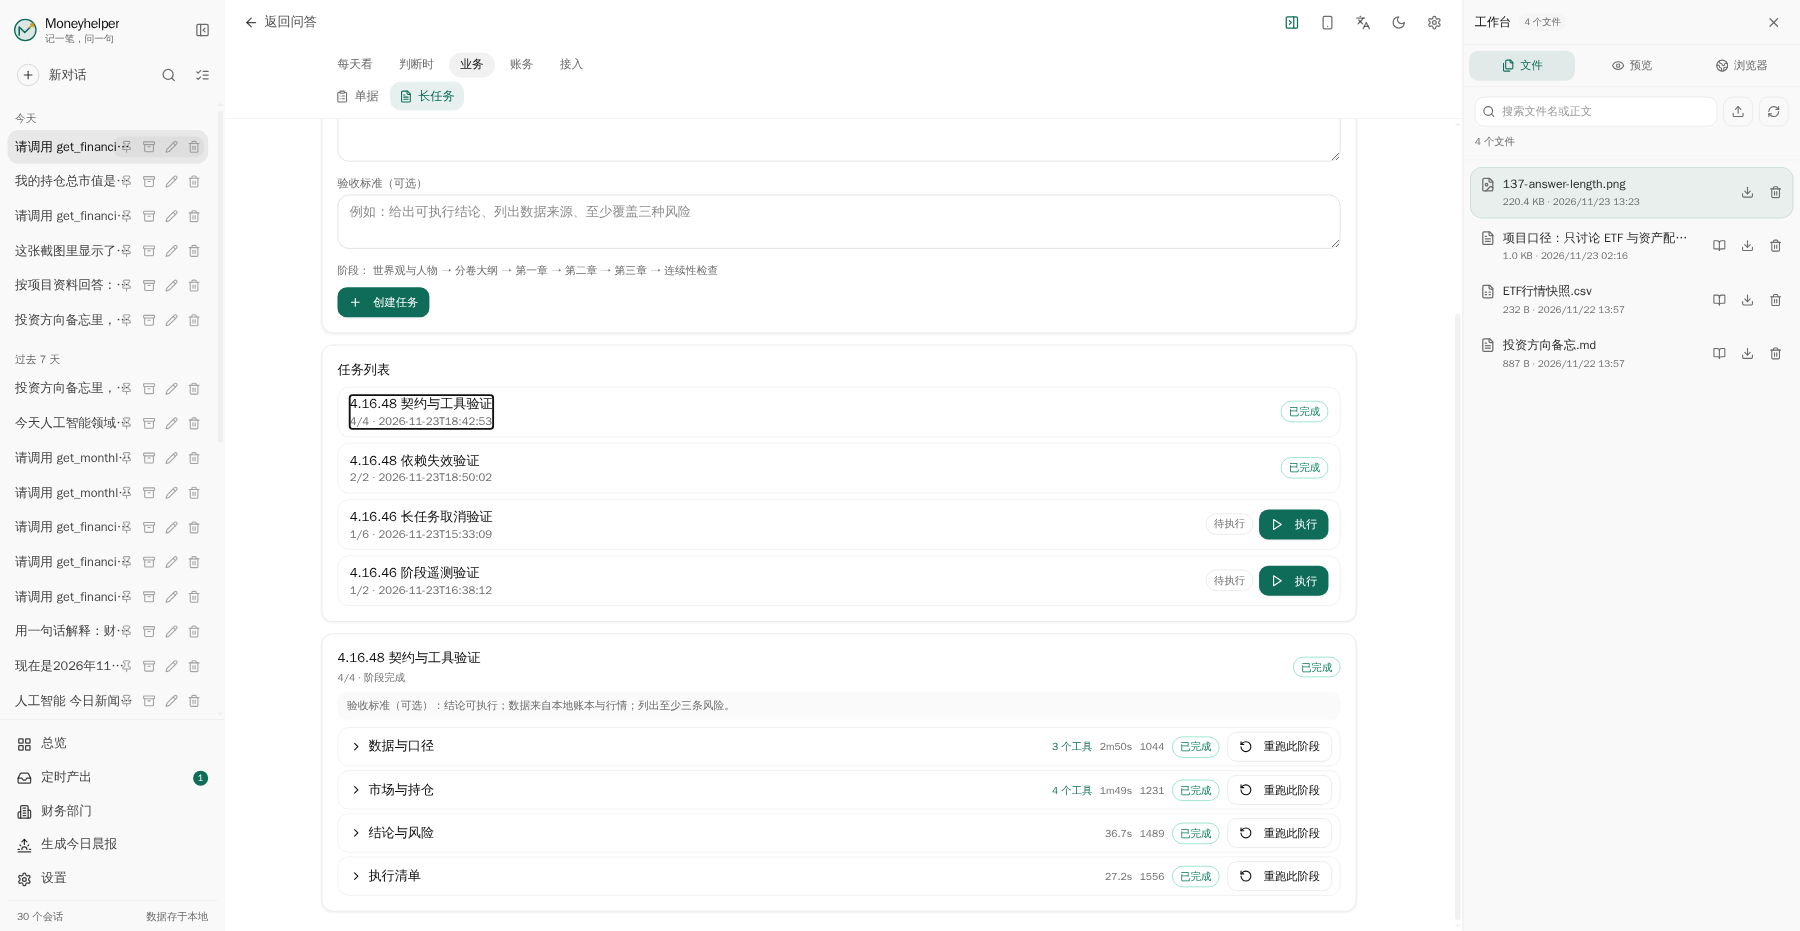 Moneyhelper
记一笔，问一句
新对话
今天
请调用 get_financi…
我的持仓总市值是…
请调用 get_financi…
这张截图里显示了…
按项目资料回答：…
投资方向备忘里，…
过去 7 天
投资方向备忘里，…
今天人工智能领域…
请调用 get_monthl…
请调用 get_monthl…
请调用 get_financi…
请调用 get_financi…
请调用 get_financi…
用一句话解释：财…
现在是2026年11…
人工智能 今日新闻…
总览
定时产出 1
财务部门
生成今日晨报
设置
30 个会话 数据存于本地
返回问答
每天看 判断时 业务 账务 接入
单据 长任务
验收标准（可选）
例如：给出可执行结论、列出数据来源、至少覆盖三种风险
阶段： 世界观与人物 → 分卷大纲 → 第一章 → 第二章 → 第三章 → 连续性检查
创建任务
任务列表
4.16.48 契约与工具验证
4/4 · 2026-11-23T18:42:53
已完成
4.16.48 依赖失效验证
2/2 · 2026-11-23T18:50:02
已完成
4.16.46 长任务取消验证
1/6 · 2026-11-23T15:33:09
待执行 执行
4.16.46 阶段遥测验证
1/2 · 2026-11-23T16:38:12
待执行 执行
4.16.48 契约与工具验证
4/4 · 阶段完成
已完成
验收标准（可选）：结论可执行；数据来自本地账本与行情；列出至少三条风险。
数据与口径 3 个工具 2m50s 1044 已完成 重跑此阶段
市场与持仓 4 个工具 1m49s 1231 已完成 重跑此阶段
结论与风险 36.7s 1489 已完成 重跑此阶段
执行清单 27.2s 1556 已完成 重跑此阶段
工作台 4 个文件
文件 预览 浏览器
搜索文件名或正文
4 个文件
137-answer-length.png
220.4 KB · 2026/11/23 13:23
项目口径：只讨论 ETF 与资产配…
1.0 KB · 2026/11/23 02:16
ETF行情快照.csv
232 B · 2026/11/22 13:57
投资方向备忘.md
887 B · 2026/11/22 13:57